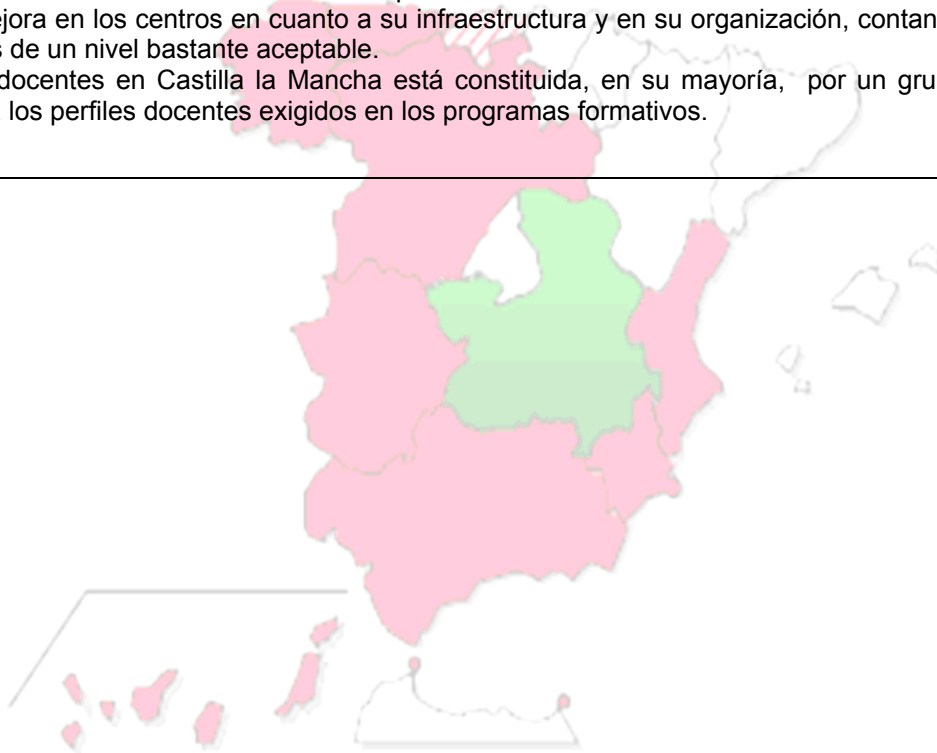 ejora en los centros en cuanto a su infraestructura y en su organización, contan
s de un nivel bastante aceptable.
docentes en Castilla la Mancha está constituida, en su mayoría, por un gru
los perfiles docentes exigidos en los programas formativos.